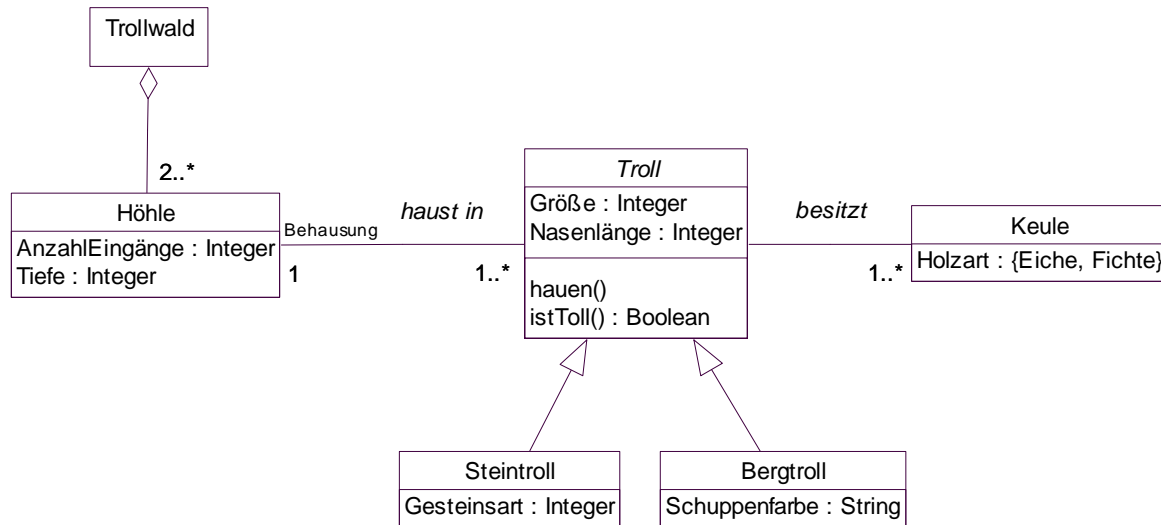 Trollwald
2..*
Höhle
AnzahlEingänge : Integer
Tiefe : Integer
Behausung
1
haust in
1..*
Troll
Größe : Integer
Nasenlänge : Integer
hauen()
istToll() : Boolean
besitzt
1..*
Keule
Holzart : {Eiche, Fichte}
Steintroll
Gesteinsart : Integer
Bergtroll
Schuppenfarbe : String